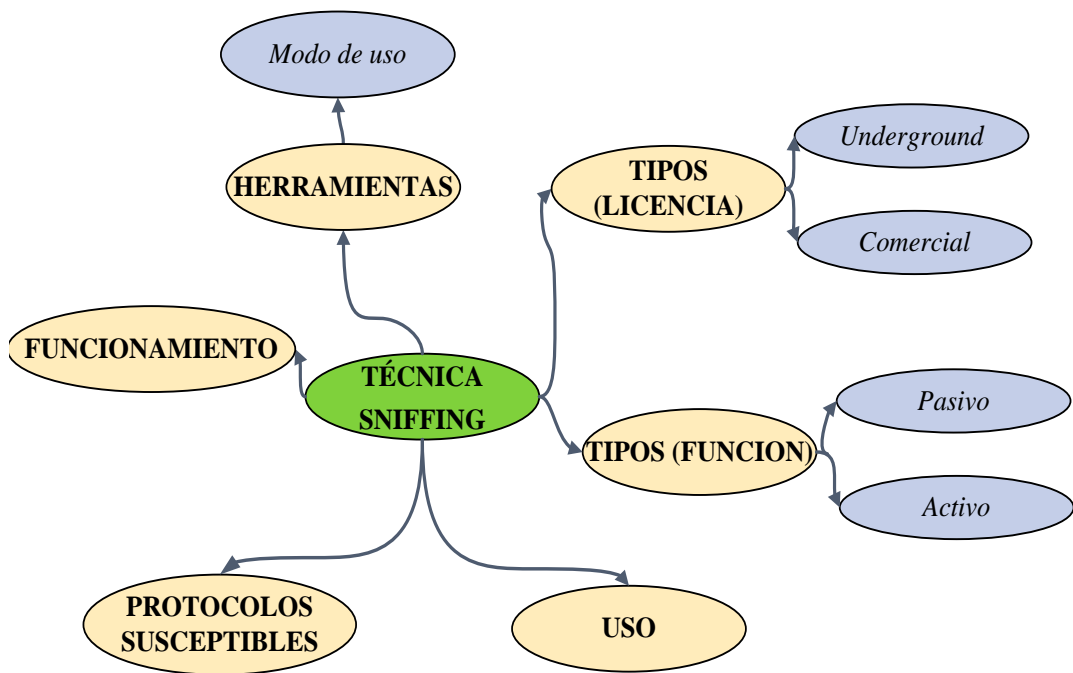 Modo de uso
HERRAMIENTAS
TIPOS
(LICENCIA)
Underground
Comercial
FUNCIONAMIENTO
TÉCNICA
SNIFFING
TIPOS (FUNCION)
Pasivo
Activo
PROTOCOLOS
SUSCEPTIBLES
USO